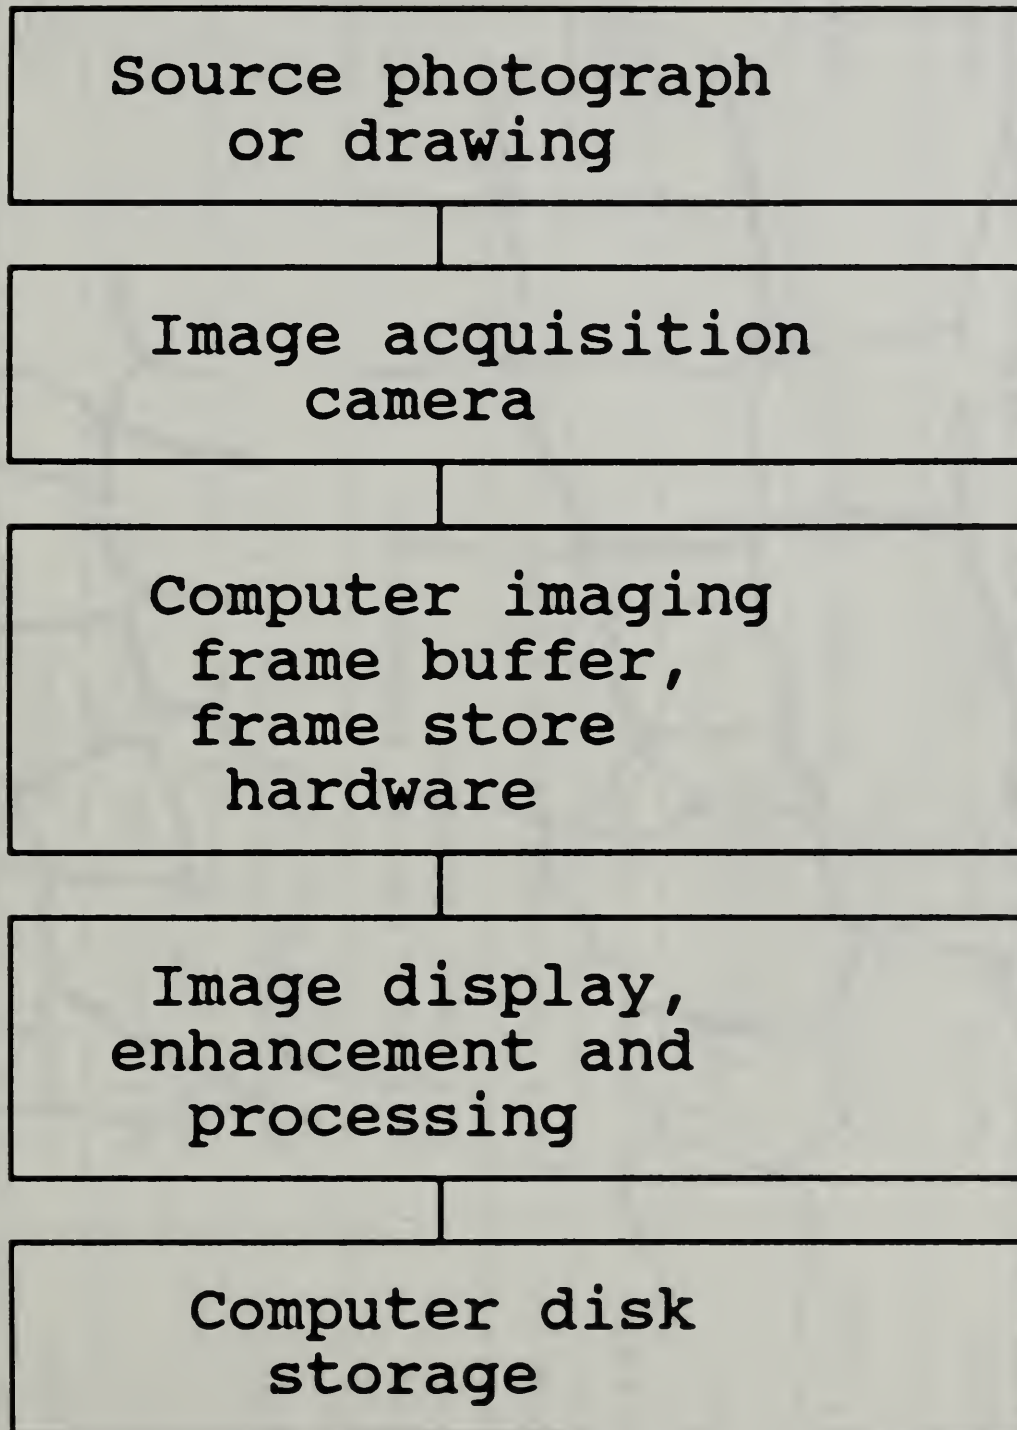 Source photograph
or drawing
Image acquisition
camera
Computer imaging
frame buffer,
frame store
hardware
Image display,
enhancement and
processing
Computer disk
storage